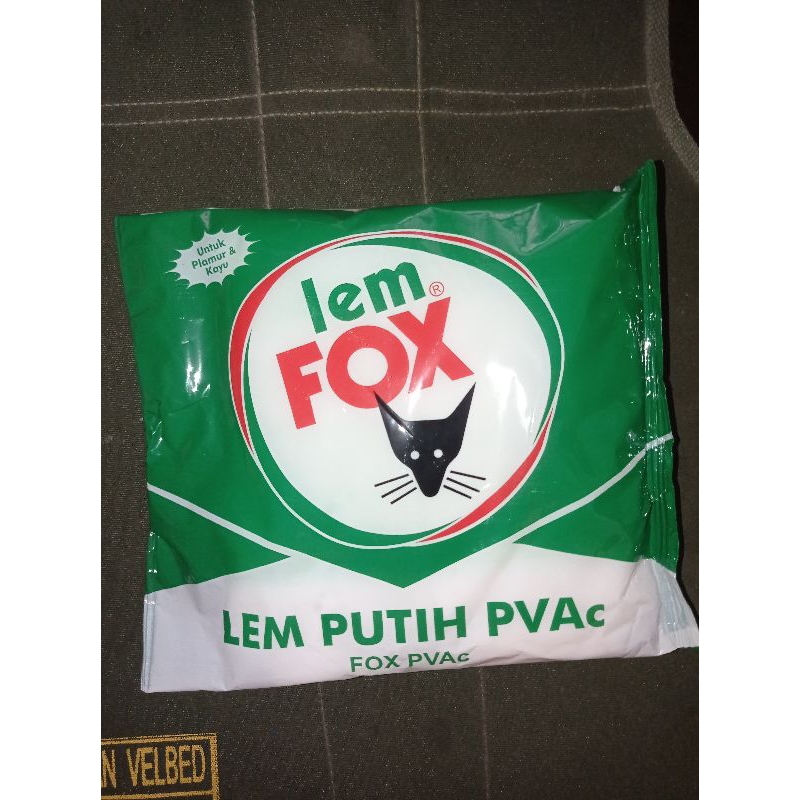 Untuk
Plamur &
Kayu
lem®
FOX
LEM PUTIH PVAc
FOX PVAc
N VELBED